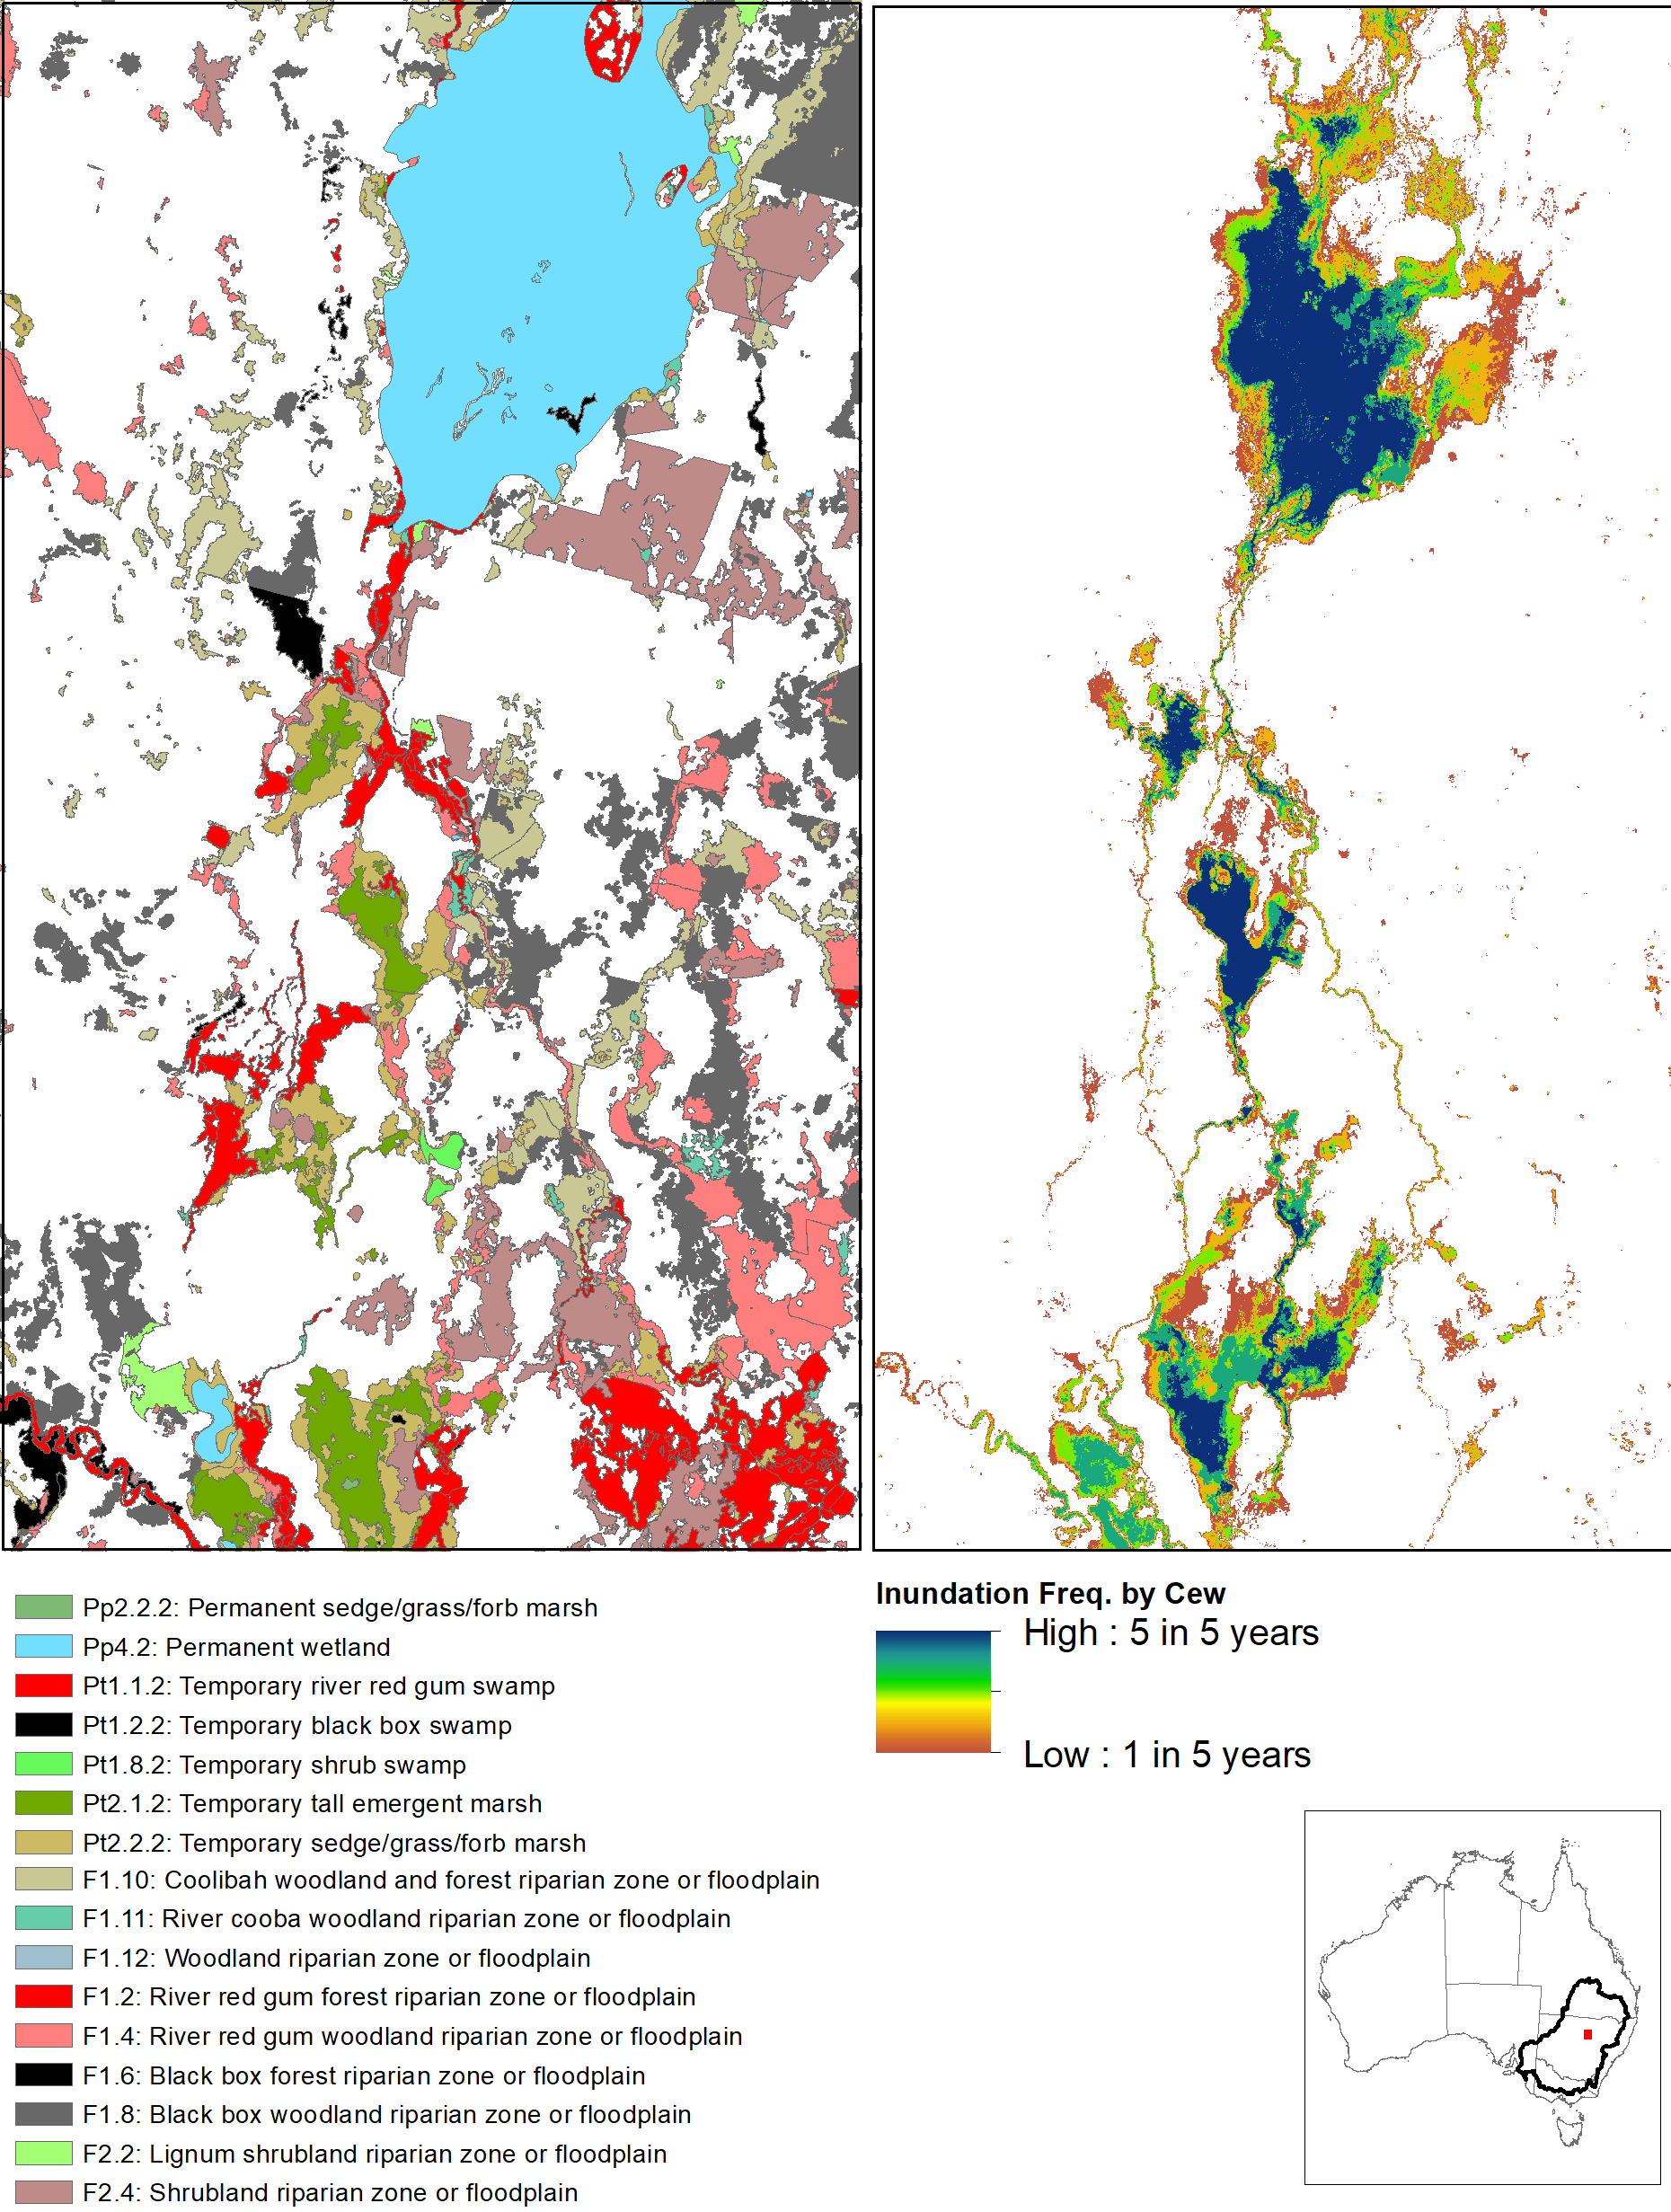 Pp2.2.2: Permanent sedge/grass/forb marsh
Pp4.2: Permanent wetland
Pt1.1.2: Temporary river red gum swamp
Pt1.2.2: Temporary black box swamp
Pt1.8.2: Temporary shrub swamp
Pt2.1.2: Temporary tall emergent marsh
Pt2.2.2: Temporary sedge/grass/forb marsh
F1.10: Coolibah woodland and forest riparian zone or floodplain
F1.11: River cooba woodland riparian zone or floodplain
F1.12: Woodland riparian zone or floodplain
F1.2: River red gum forest riparian zone or floodplain
F1.4: River red gum woodland riparian zone or floodplain
F1.6: Black box forest riparian zone or floodplain
F1.8: Black box woodland riparian zone or floodplain
F2.2: Lignum shrubland riparian zone or floodplain
F2.4: Shrubland riparian zone or floodplain
Inundation Freq. by Cew
High : 5 in 5 years
Low : 1 in 5 years